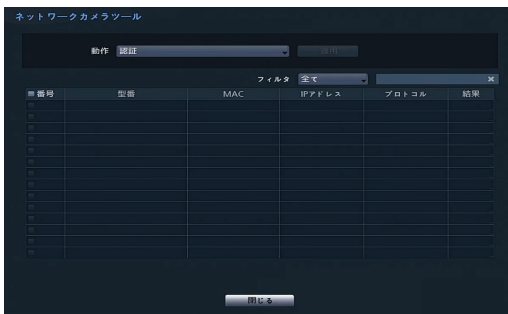 ネットワークカメラツール
動作 認証 適用
フィルタ 全て
番号 型番 MAC IPアドレス プロトコル 結果
閉じる